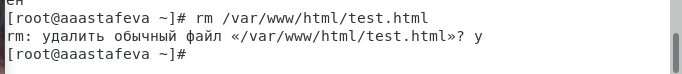 ен
[root@aaastafeva ~]# rm /var/www/html/test.html
rm: удалить обычный файл «/var/www/html/test.html»? y
[root@aaastafeva ~]#